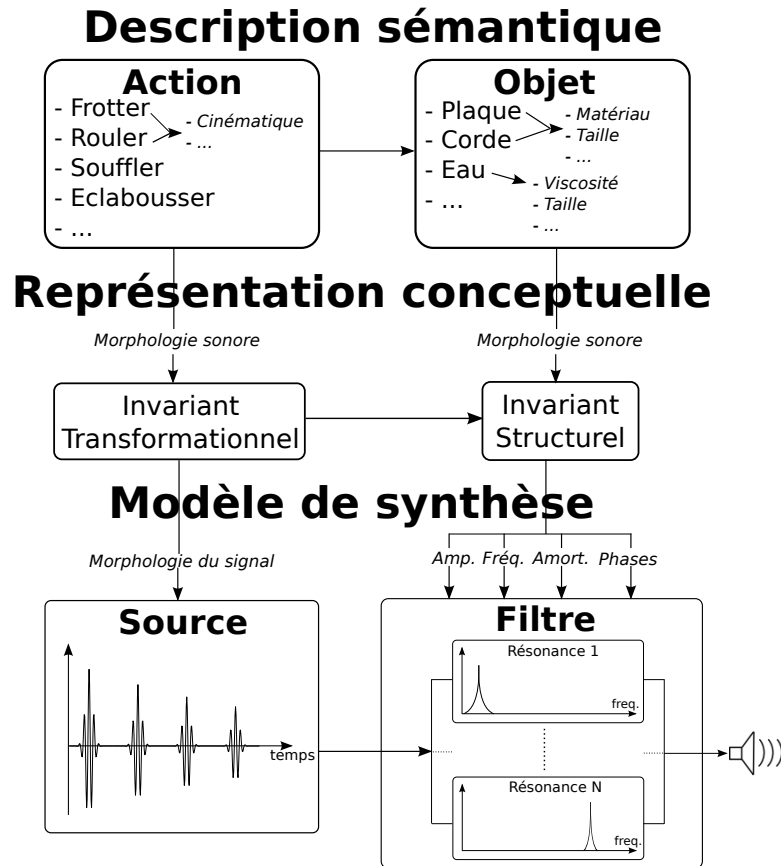 Description sémantique
Action
- Frotter
- Rouler
- Souffler
- Eclabousser
- ...
- Cinématique
- ...
Objet
- Plaque
- Corde
- Eau
- ...
- Matériau
- Taille
- ...
- Viscosité
- Taille
- ...
Représentation conceptuelle
Morphologie sonore
Morphologie sonore
Invariant
Transformationnel
Invariant
Structurel
Modèle de synthèse
Morphologie du signal
Amp.
Fréq.
Amort.
Phases
Source
temps
Filtre
Résonance 1
freq.
Résonance N
freq.